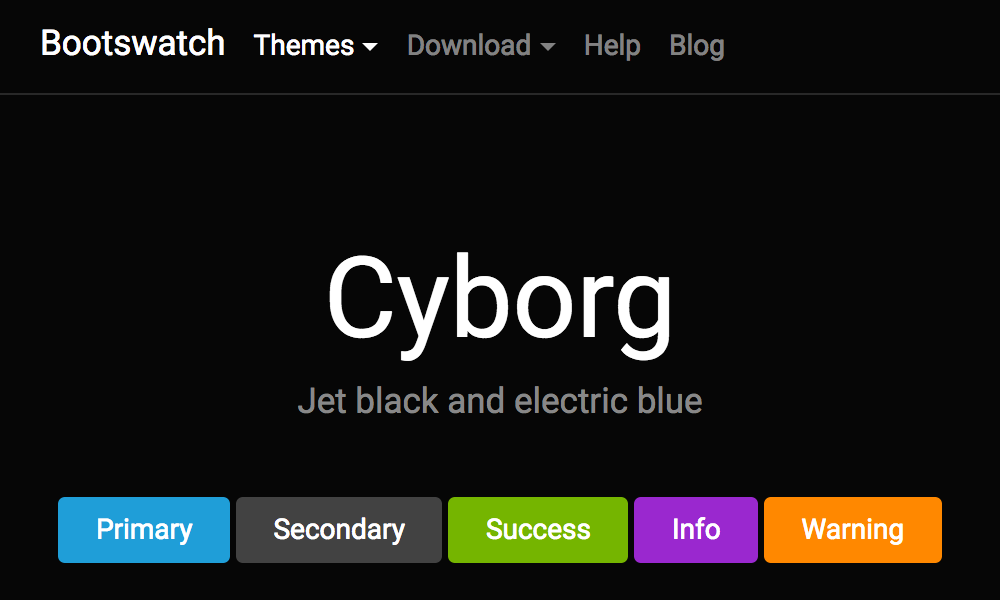 Bootswatch Themes Download Help Blog
Cyborg
Jet black and electric blue
Primary Secondary Success Info Warning